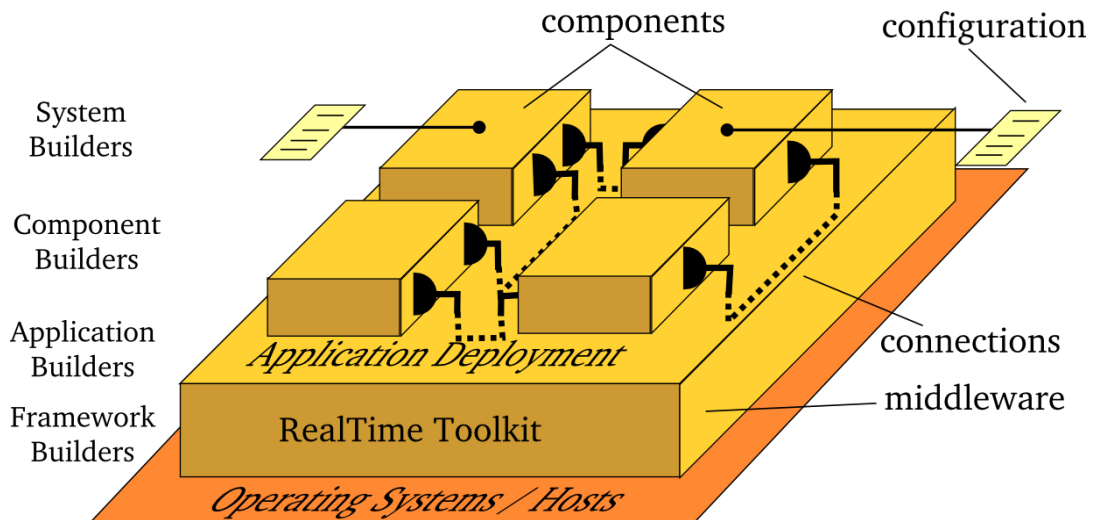 components
configuration
System
Builders
Component
Builders
Application
Builders
Application Deployment
connections
middleware
Framework
Builders
RealTime Toolkit
Operating Systems / Hosts